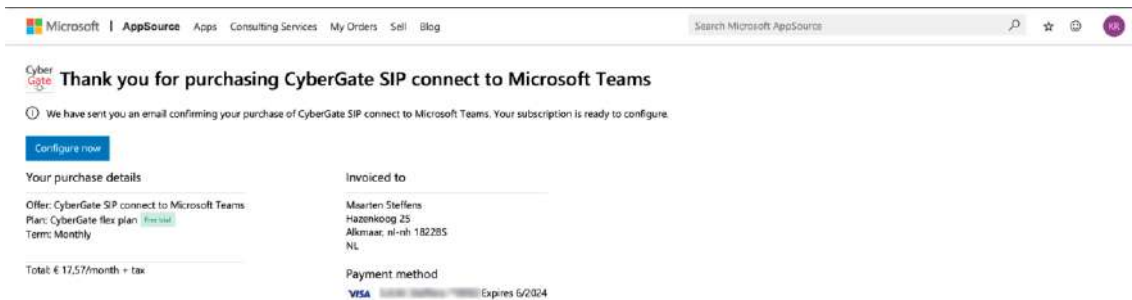 Microsoft | AppSource Apps Consulting Services My Orders Sell Blog Search Microsoft AppSource KR
Cyber Gate
Thank you for purchasing CyberGate SIP connect to Microsoft Teams
We have sent you an email confirming your purchase of CyberGate SIP connect to Microsoft Teams. Your subscription is ready to configure.
Configure now
Your purchase details
Offer: CyberGate SIP connect to Microsoft Teams
Plan: CyberGate flex plan Free trial
Term: Monthly
Total: € 17,57/month + tax
Invoiced to
Maarten Steffens
Hazenkoog 25
Alkmaar, nl-nh 1822BS
NL
Payment method
VISA Expires 6/2024